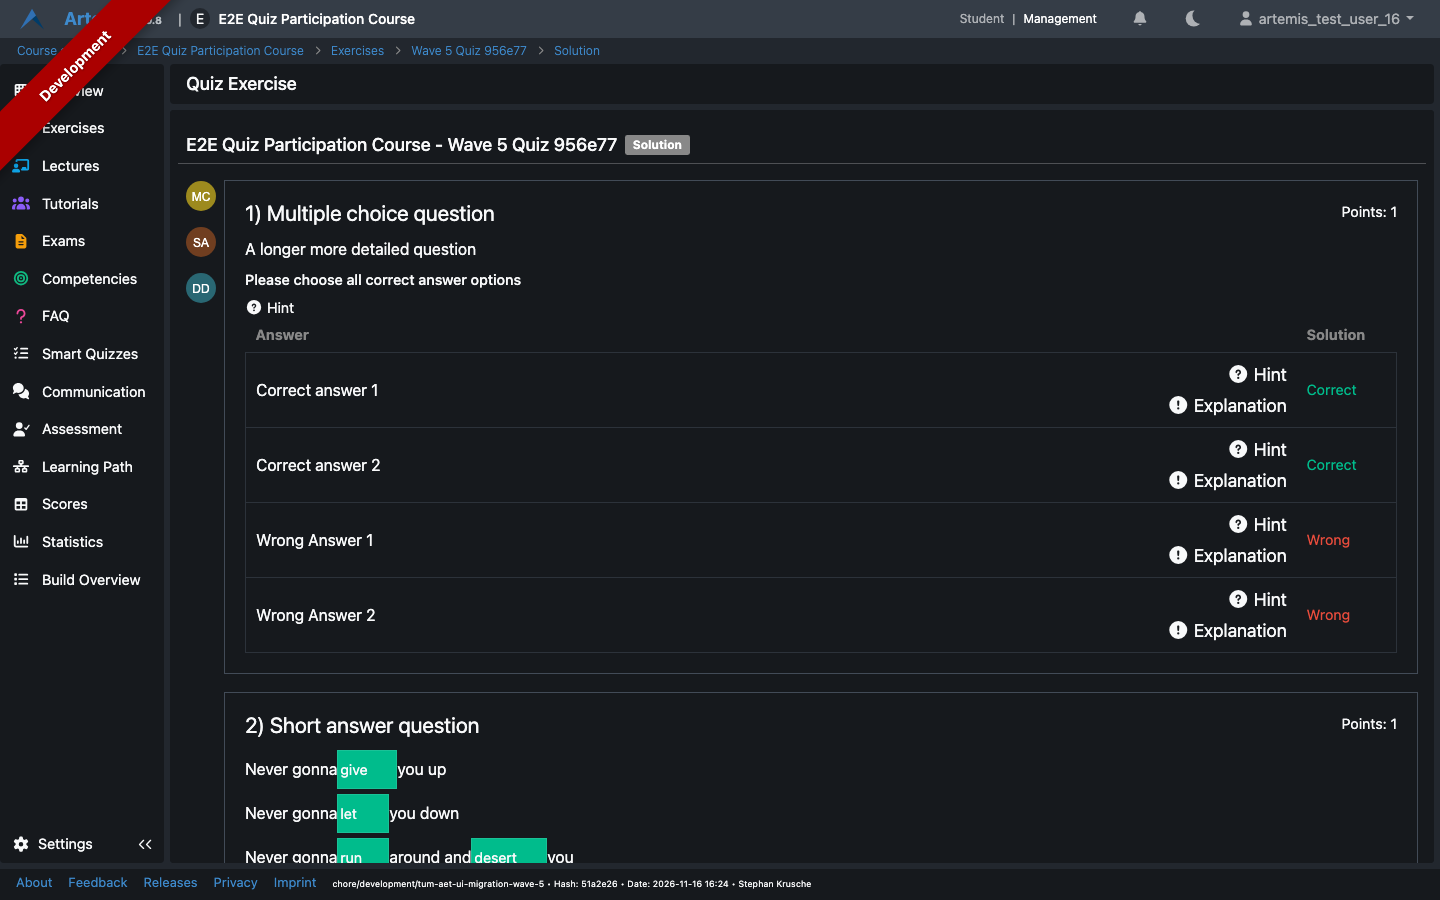 Development
E E2E Quiz Participation Course
Student | Management
artemis_test_user_16
Course
E2E Quiz Participation Course
Exercises
Wave 5 Quiz 956e77
Solution
Exercises
Lectures
Tutorials
Exams
Competencies
FAQ
Smart Quizzes
Communication
Assessment
Learning Path
Scores
Statistics
Build Overview
Settings
Quiz Exercise
E2E Quiz Participation Course - Wave 5 Quiz 956e77 Solution
MC
SA
DD
1) Multiple choice question
Points: 1
A longer more detailed question
Please choose all correct answer options
Hint
Answer Solution
Correct answer 1
Hint
Explanation
Correct
Correct answer 2
Hint
Explanation
Correct
Wrong Answer 1
Hint
Explanation
Wrong
Wrong Answer 2
Hint
Explanation
Wrong
2) Short answer question
Points: 1
Never gonna give you up
Never gonna let you down
Never gonna run around and desert you
About Feedback Releases Privacy Imprint chore/development/tum-aet-ui-migration-wave-5 • Hash: 51a2e26 • Date: 2026-11-16 16:24 • Stephan Krusche